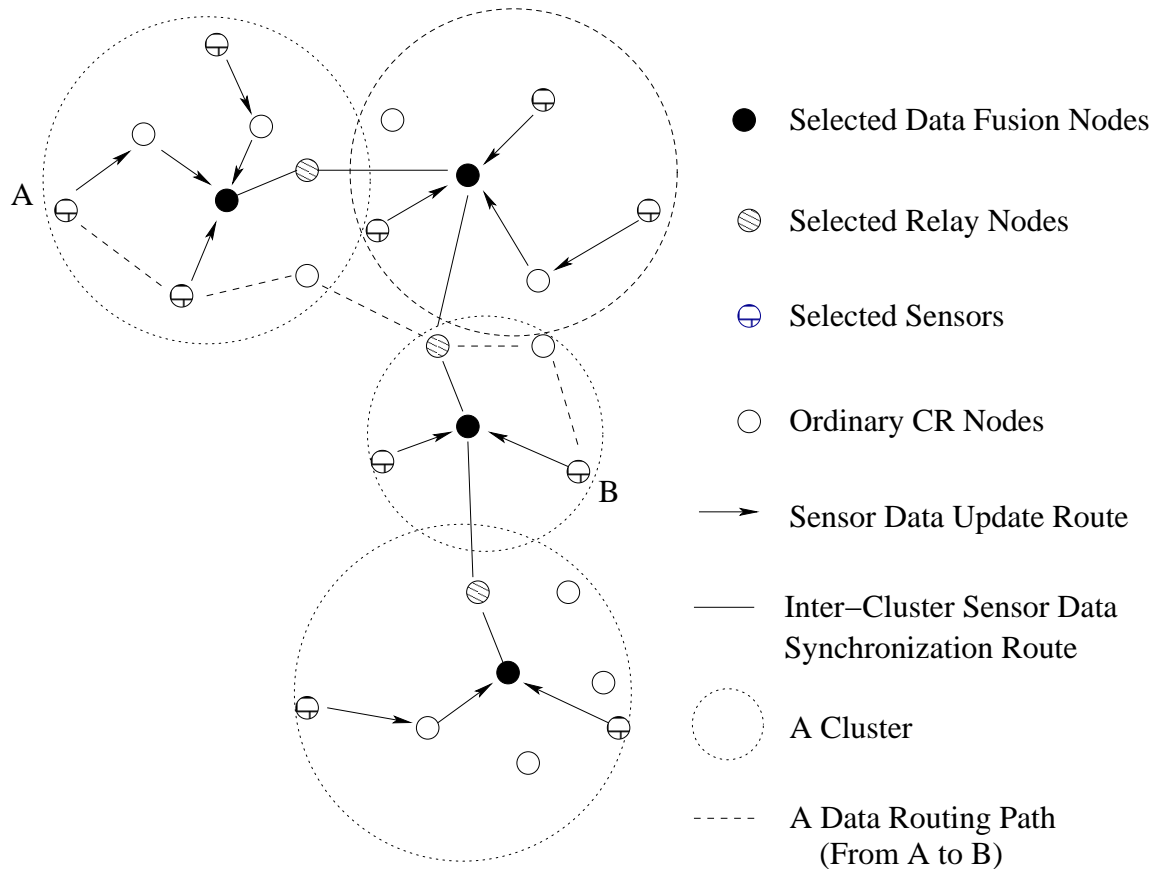 A
B
Selected Data Fusion Nodes
Selected Relay Nodes
Selected Sensors
Ordinary CR Nodes
Sensor Data Update Route
Inter−Cluster Sensor Data
Synchronization Route
A Cluster
A Data Routing Path
(From A to B)